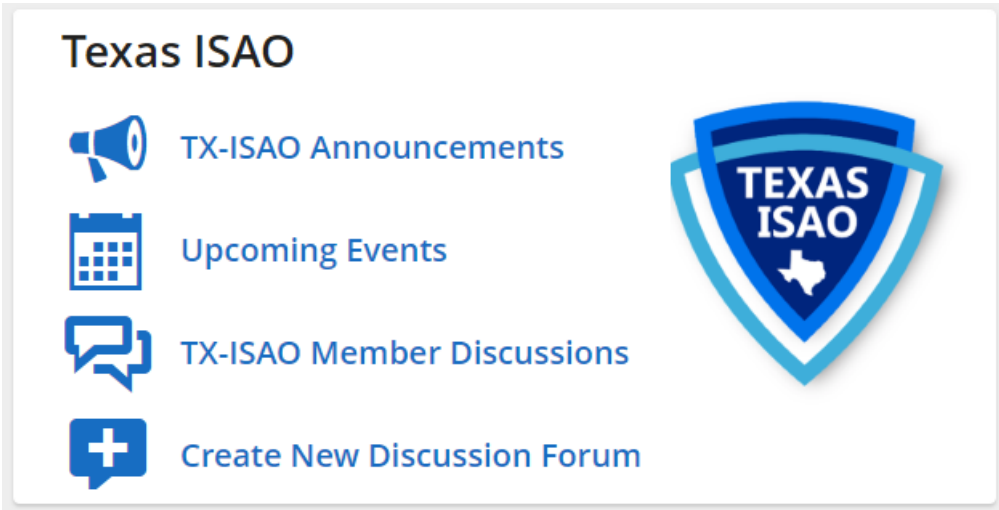 Texas ISAO
TX-ISAO Announcements
Upcoming Events
TX-ISAO Member Discussions
Create New Discussion Forum
TEXAS
ISAO